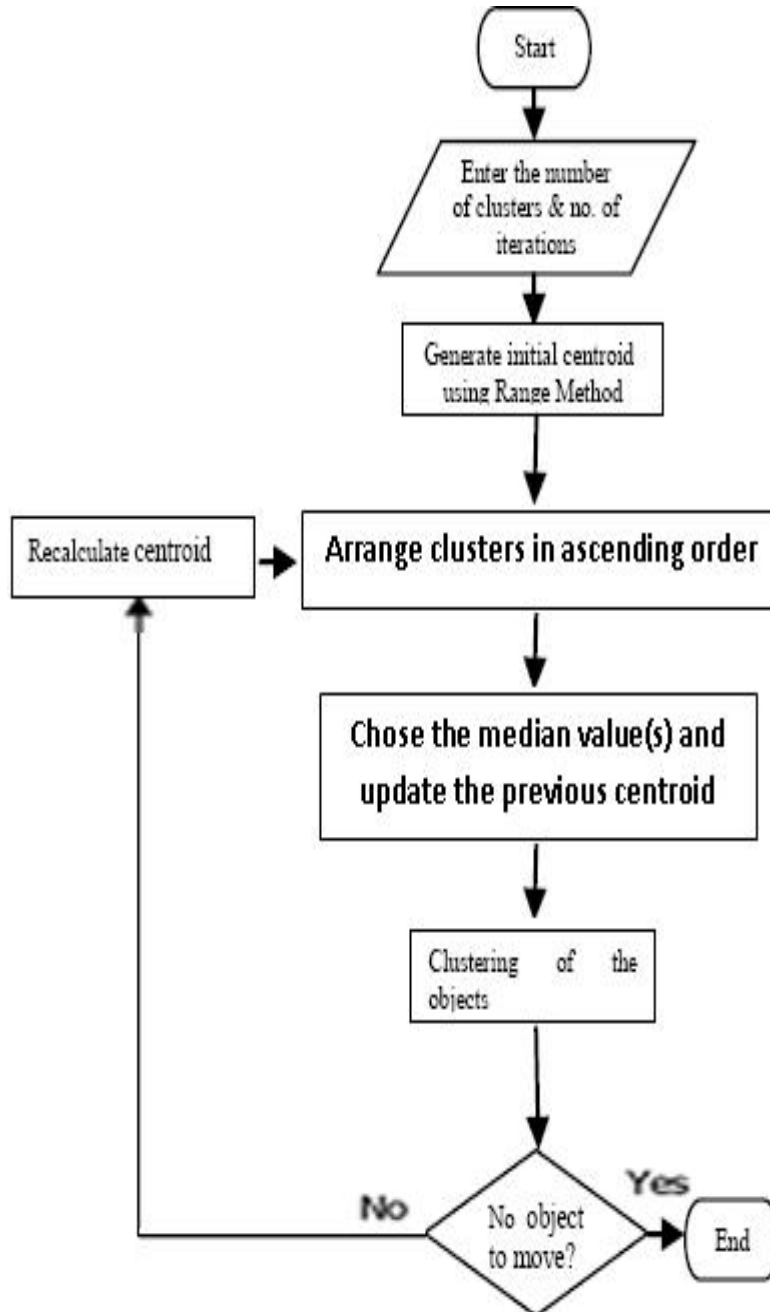 Start
Enter the number
of clusters & no. of
iterations
Generate initial centroid
using Range Method
Recalculate centroid
Arrange clusters in ascending order
Chose the median value(s) and
update the previous centroid
Clustering of the
objects
No
Yes
No object
to move?
End